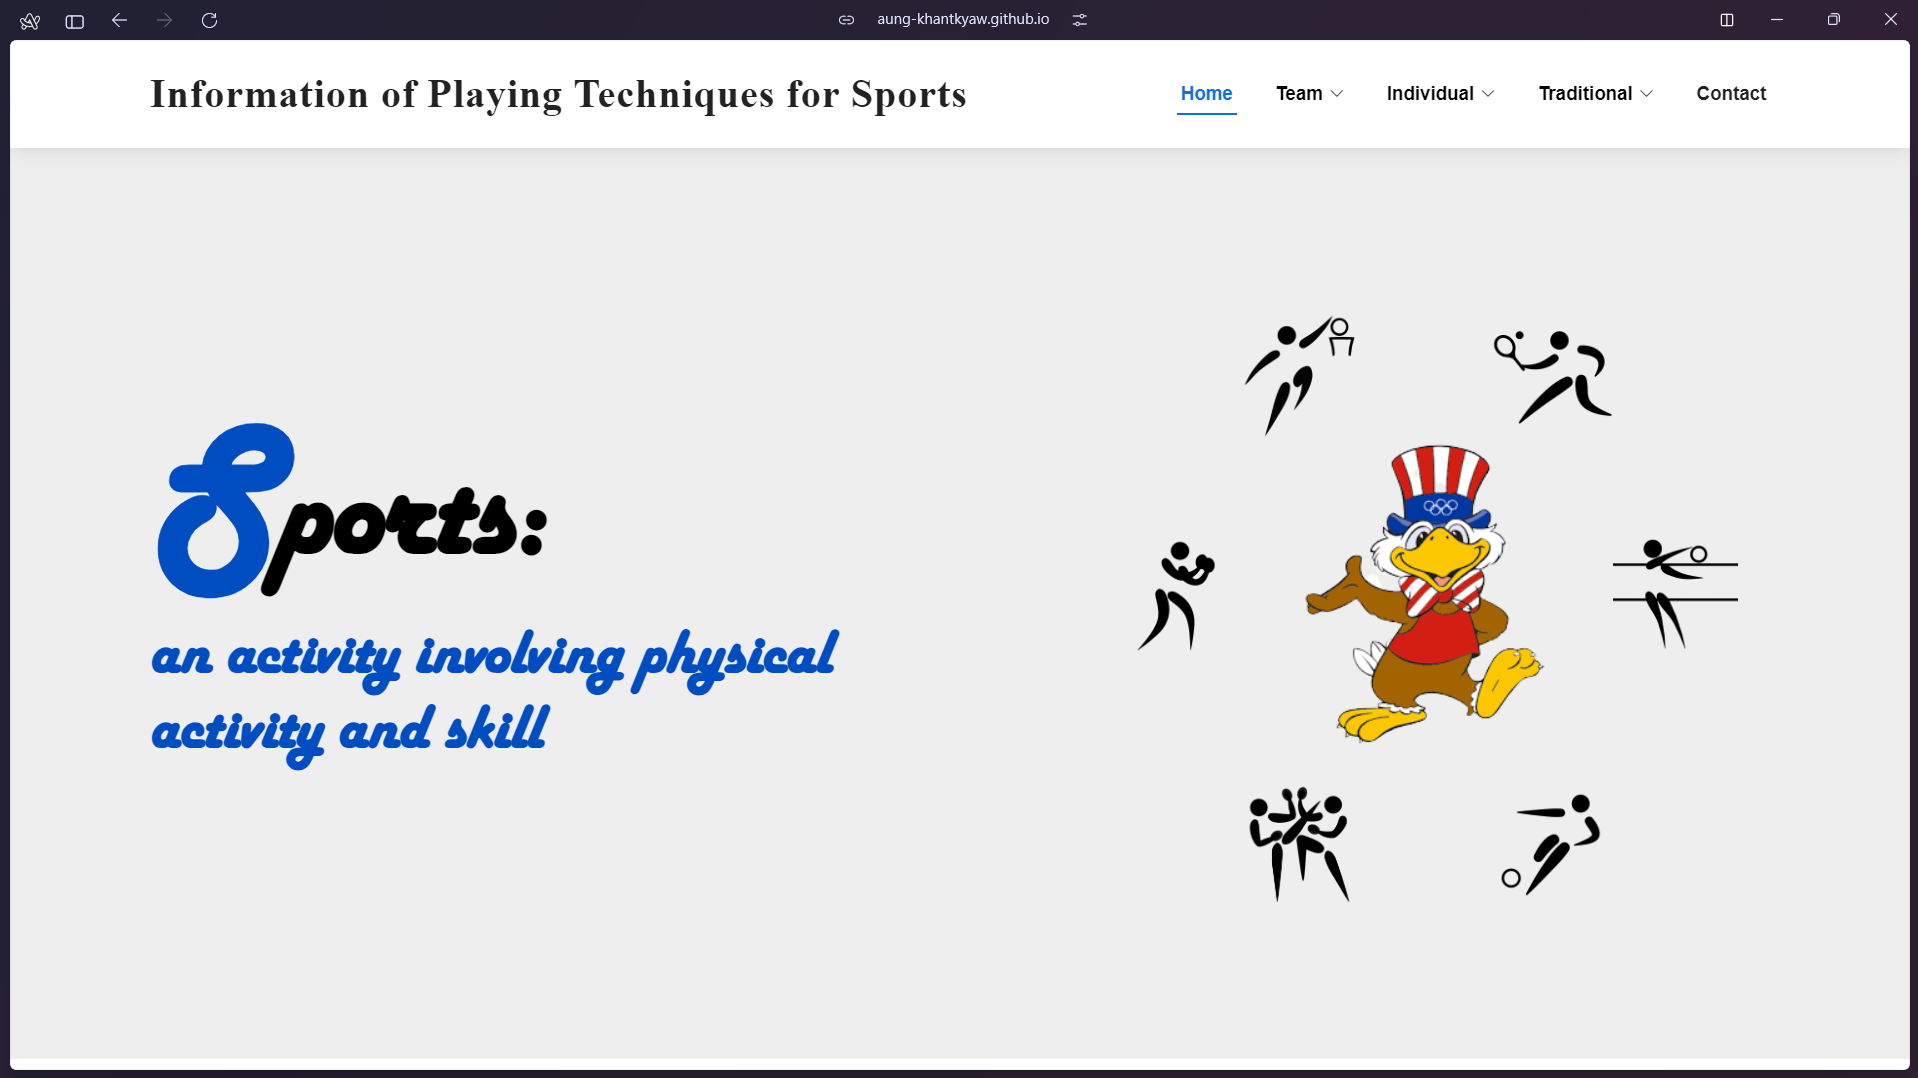 aung-khantkyaw.github.io
Information of Playing Techniques for Sports
Home Team Individual Traditional Contact
Sports:
an activity involving physical
activity and skill